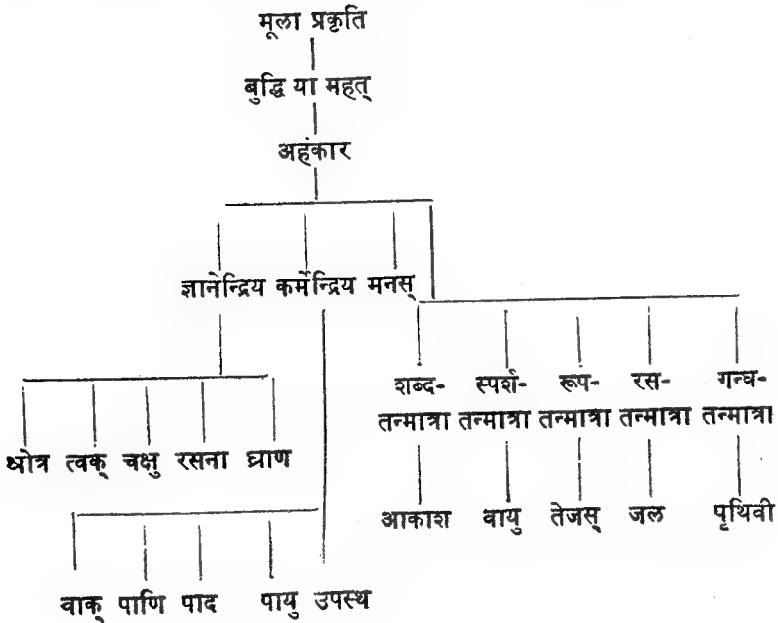 मूला प्रकृति
बुद्धि या महत्
अहंकार
ज्ञानेन्द्रिय कर्मेन्द्रिय मनस्
शब्द- स्पर्श- रूप- रस- गन्ध-
तन्मात्रा तन्मात्रा तन्मात्रा तन्मात्रा तन्मात्रा
श्रोत्र त्वक् चक्षु रसना घ्राण
आकाश वायु तेजस् जल पृथिवी
वाक् पाणि पाद पायु उपस्थ